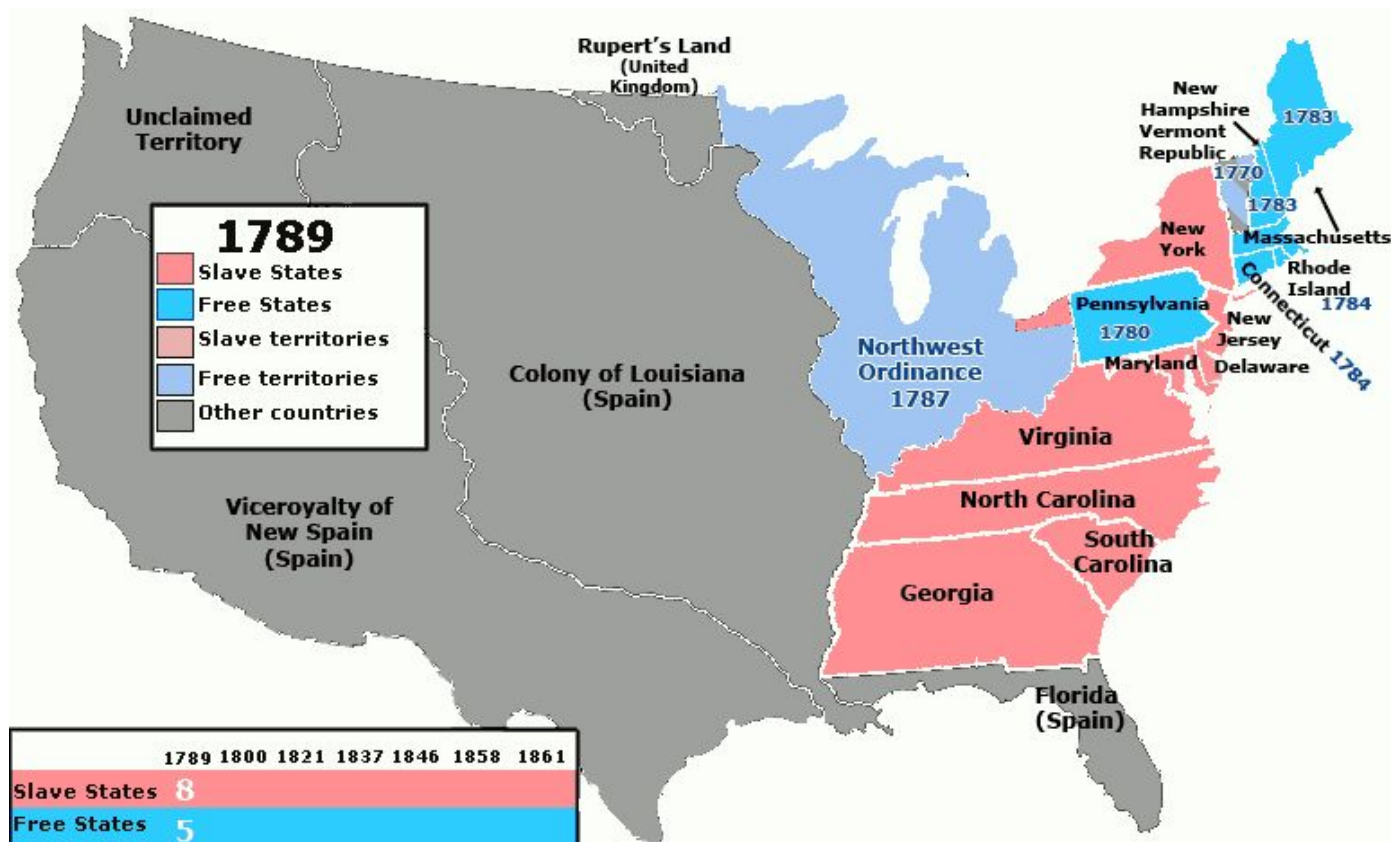 Rupert's Land
(United
Kingdom)
Unclaimed
Territory
New
Hampshire
Vermont
Republic
1783
1770
1783
1789
Slave States
Free States
Slave territories
Free territories
Other countries
New
York
Massachusetts
Rhode
Island
1784
Connecticut 1784
Pennsylvania
1780
New
Jersey
Maryland
Delaware
Northwest
Ordinance
1787
Colony of Louisiana
(Spain)
Virginia
North Carolina
South
Carolina
Georgia
Viceroyalty of
New Spain
(Spain)
Florida
(Spain)
1789 1800 1821 1837 1846 1858 1861
Slave States 8
Free States 5